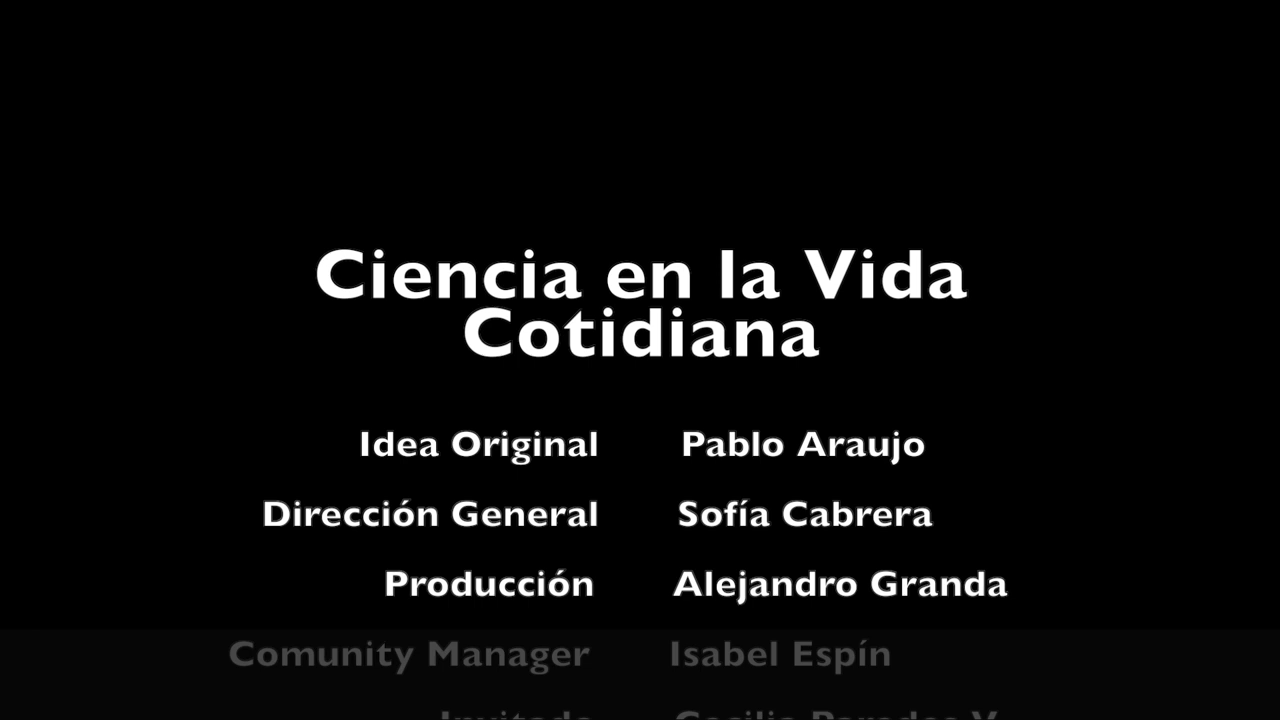 Ciencia en la Vida
Cotidiana
Idea Original Pablo Araujo
Dirección General Sofía Cabrera
Producción Alejandro Granda
Comunity Manager Isabel Espín